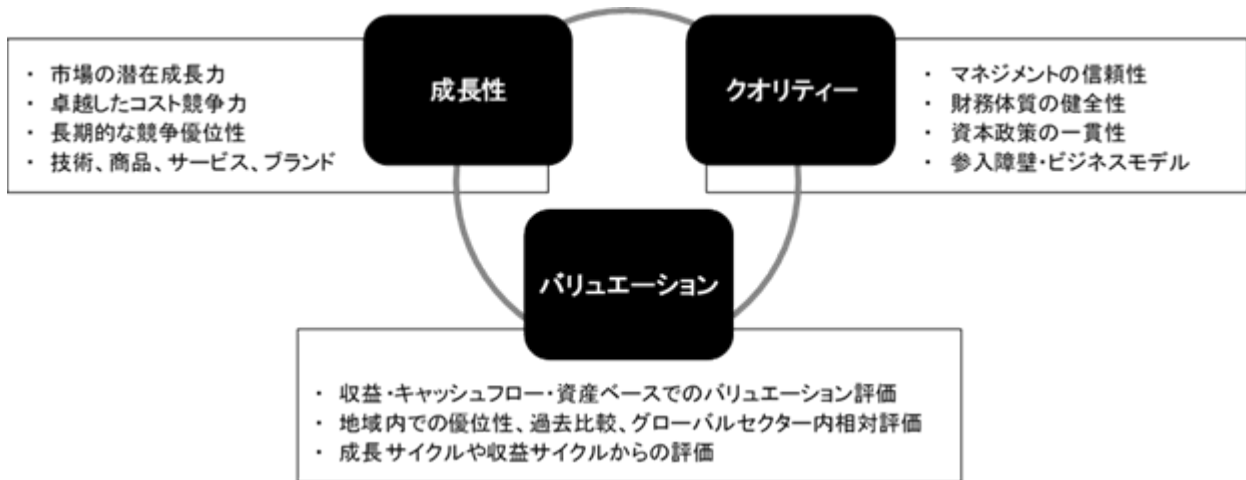 成長性
・ 市場の潜在成長力
・ 卓越したコスト競争力
・ 長期的な競争優位性
・ 技術、商品、サービス、ブランド
クオリティー
・ マネジメントの信頼性
・ 財務体質の健全性
・ 資本政策の一貫性
・ 参入障壁・ビジネスモデル
バリュエーション
・ 収益・キャッシュフロー・資産ベースでのバリュエーション評価
・ 地域内での優位性、過去比較、グローバルセクター内相対評価
・ 成長サイクルや収益サイクルからの評価